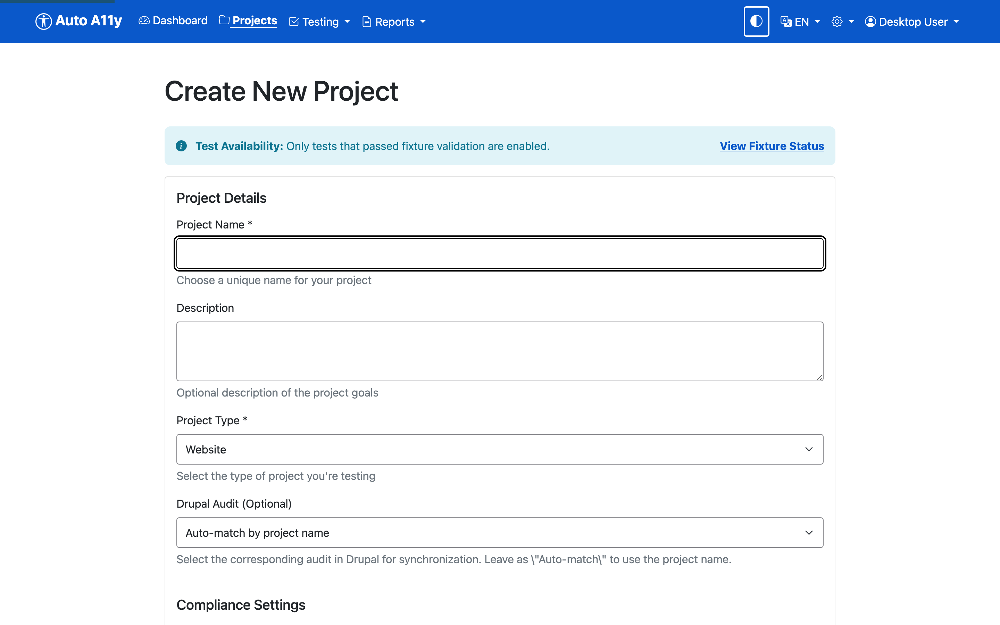 Auto A11y Dashboard Projects Testing Reports EN Desktop User
Create New Project
Test Availability: Only tests that passed fixture validation are enabled. View Fixture Status
Project Details
Project Name *
Choose a unique name for your project
Description
Optional description of the project goals
Project Type *
Website
Select the type of project you're testing
Drupal Audit (Optional)
Auto-match by project name
Select the corresponding audit in Drupal for synchronization. Leave as \"Auto-match\" to use the project name.
Compliance Settings